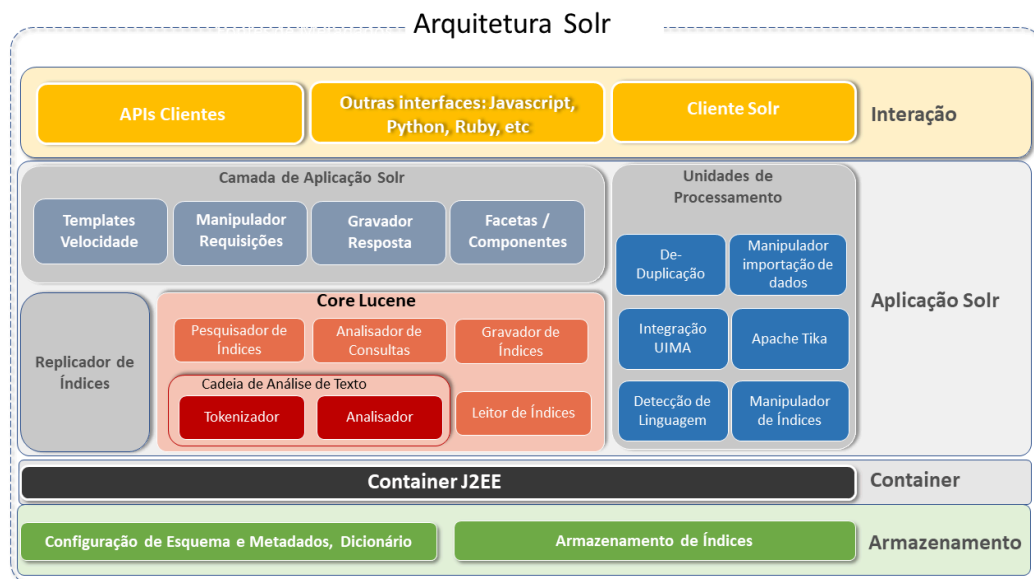 Arquitetura Solr
APIs Clientes
Outras interfaces: Javascript,
Python, Ruby, etc
Cliente Solr
Interação
Camada de Aplicação Solr
Templates
Velocidade
Manipulador
Requisições
Gravador
Resposta
Facetas /
Componentes
Unidades de
Processamento
De-
Duplicação
Manipulador
importação de
dados
Integração
UIMA
Apache Tika
Detecção de
Linguagem
Manipulador
de Índices
Aplicação Solr
Replicador de
Índices
Core Lucene
Pesquisador de
Índices
Analisador de
Consultas
Gravador de
Índices
Cadeia de Análise de Texto
Tokenizador
Analisador
Leitor de Índices
Container J2EE
Container
Configuração de Esquema e Metadados, Dicionário
Armazenamento de Índices
Armazenamento